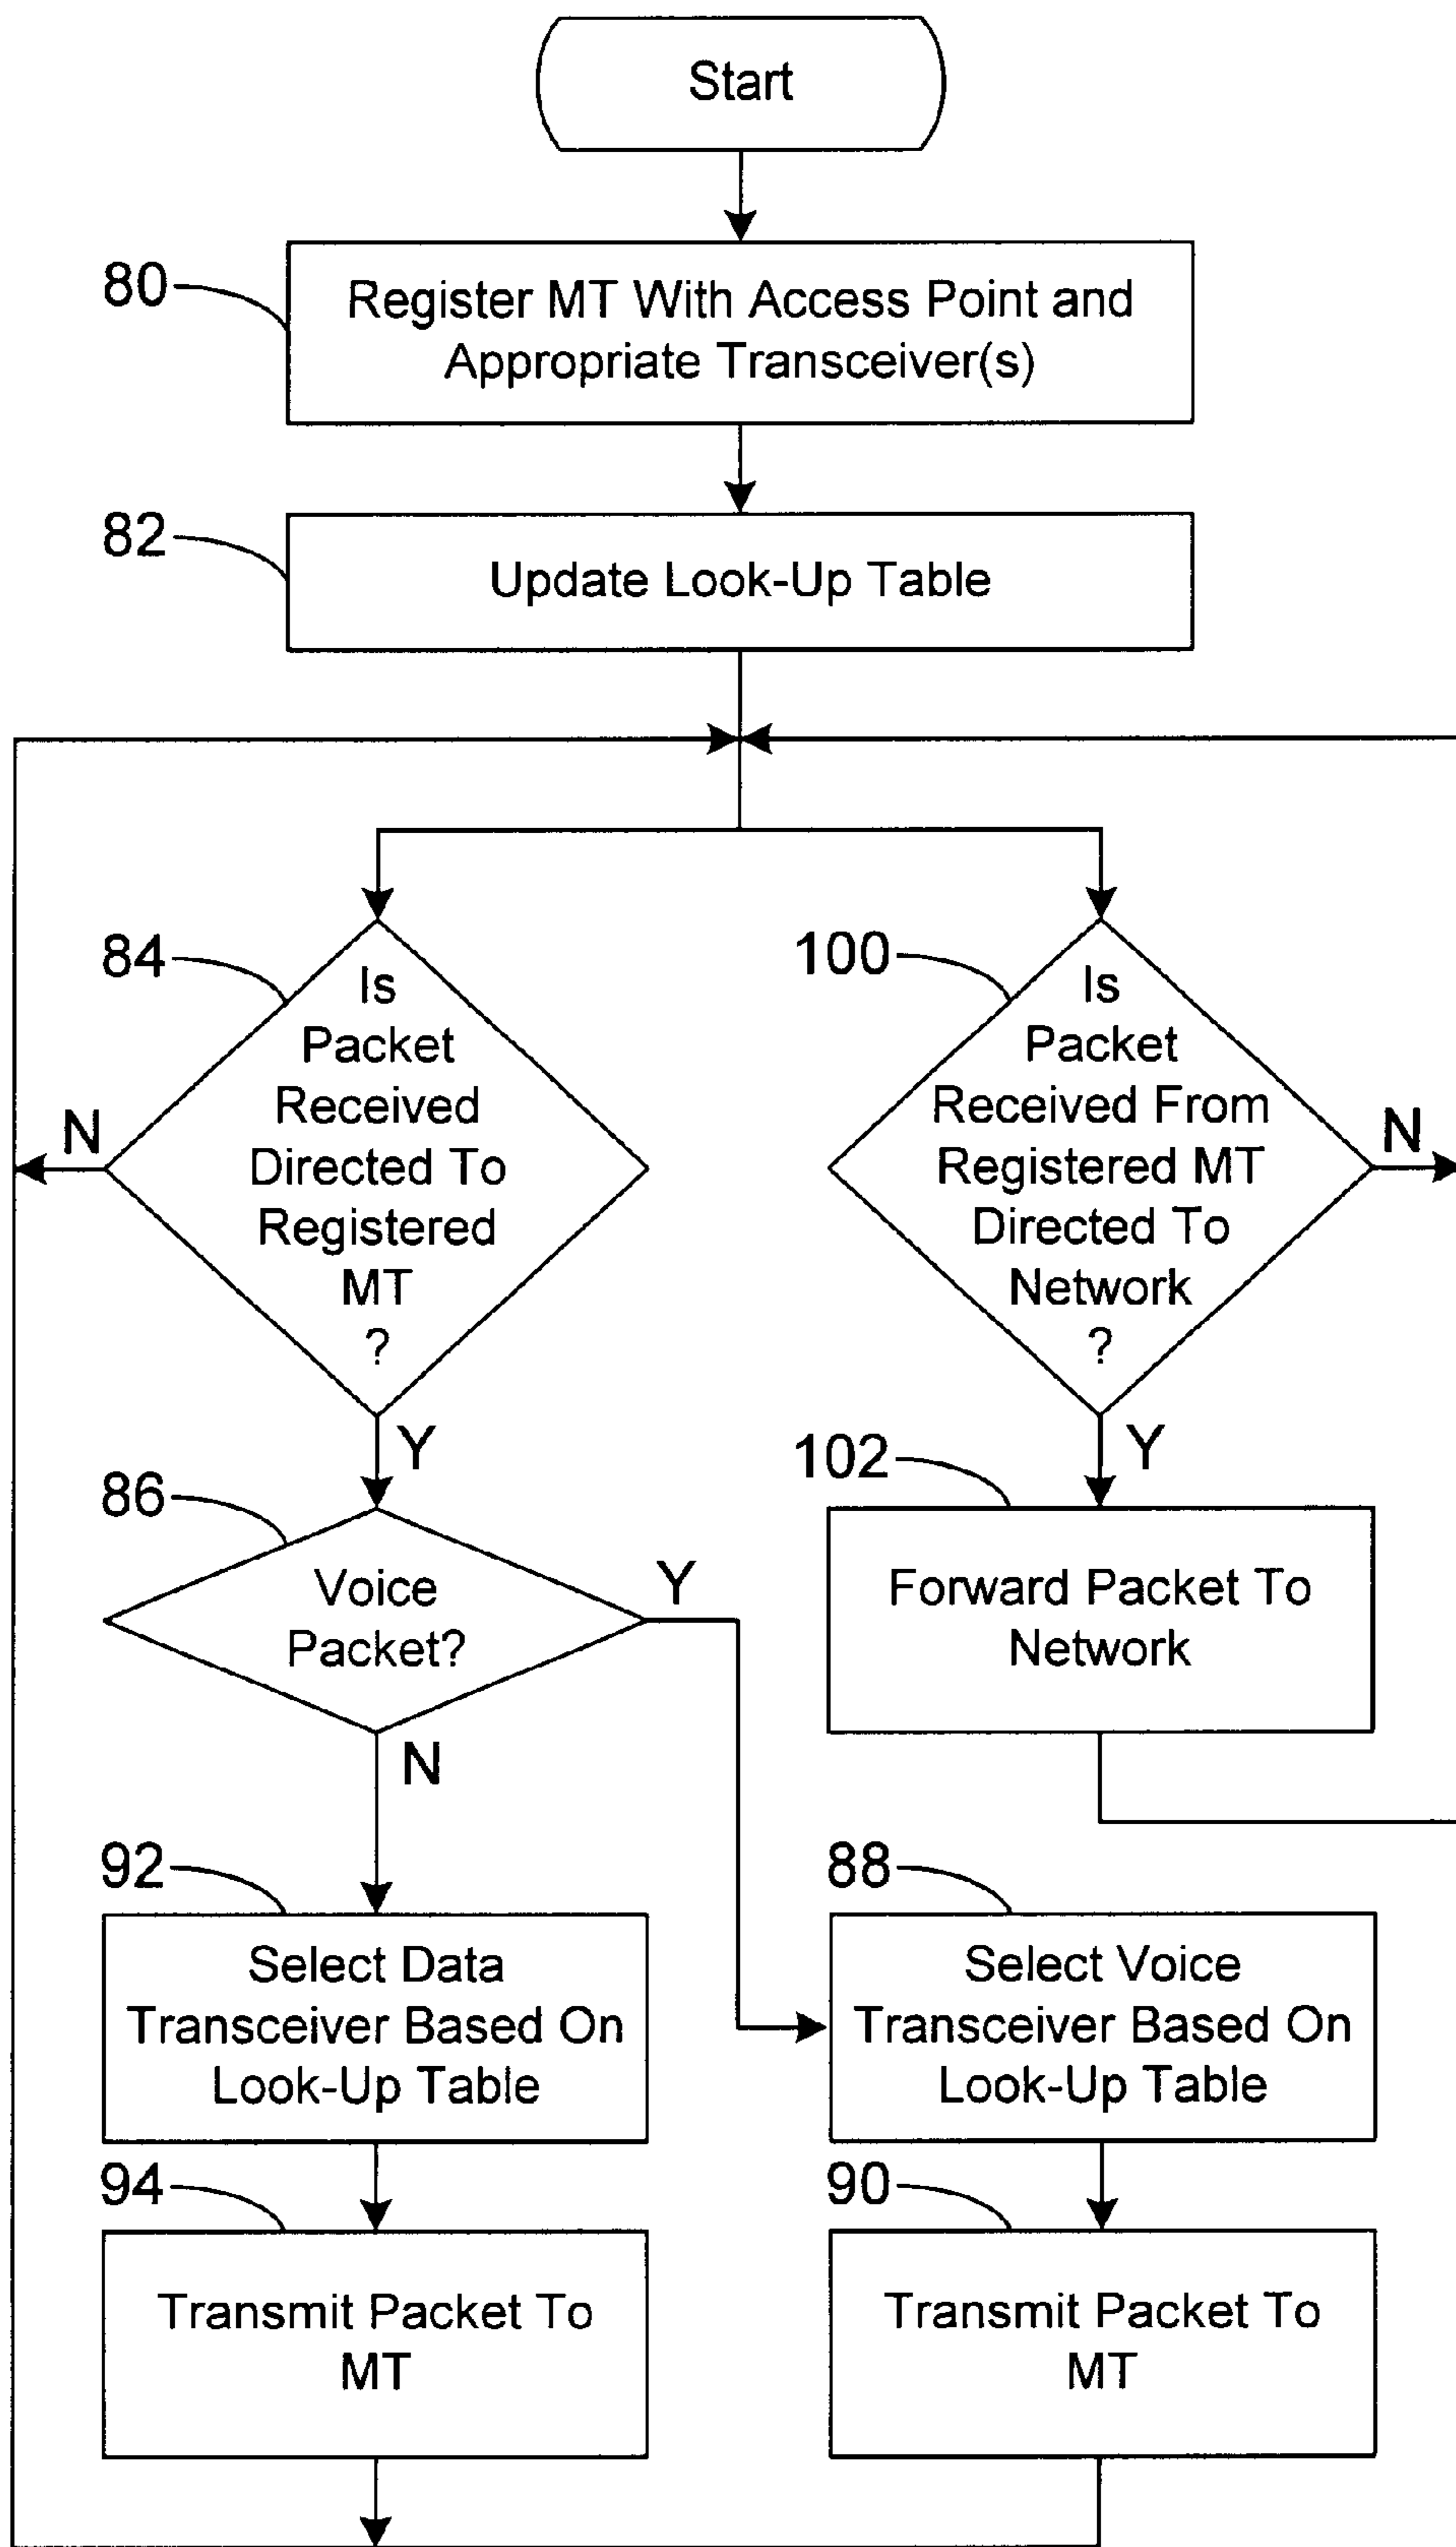 Start
80
Register MT With Access Point and
Appropriate Transceiver(s)
82
Update Look-Up Table
84
Is
Packet
Received
Directed To
Registered
MT
?
N
Y
100
Is
Packet
Received From
Registered MT
Directed To
Network
?
N
Y
86
Voice
Packet?
Y
N
102
Forward Packet To
Network
92
Select Data
Transceiver Based On
Look-Up Table
88
Select Voice
Transceiver Based On
Look-Up Table
94
Transmit Packet To
MT
90
Transmit Packet To
MT